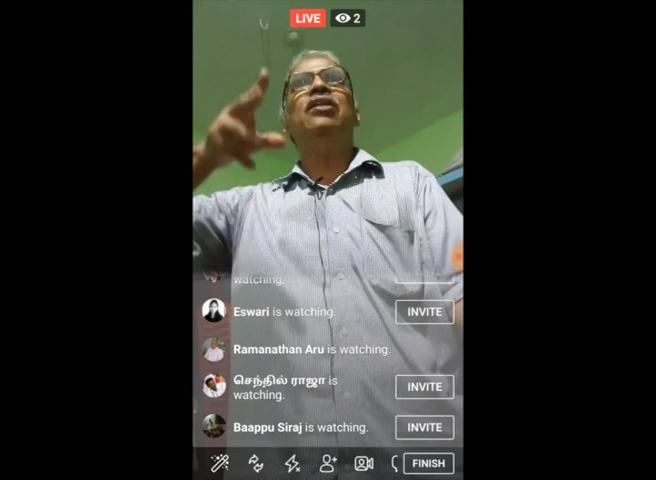 LIVE 2
watching.
Eswari is watching.
INVITE
Ramanathan Aru is watching.
செந்தில் ராஜா is
watching.
INVITE
Baappu Siraj is watching.
INVITE
FINISH